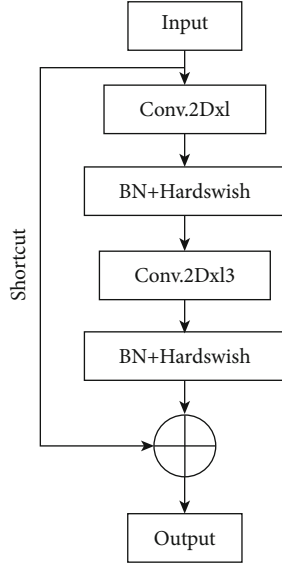 Input
Conv.2Dxl
BN+Hardswish
Shortcut
Conv.2Dxl3
BN+Hardswish
Output